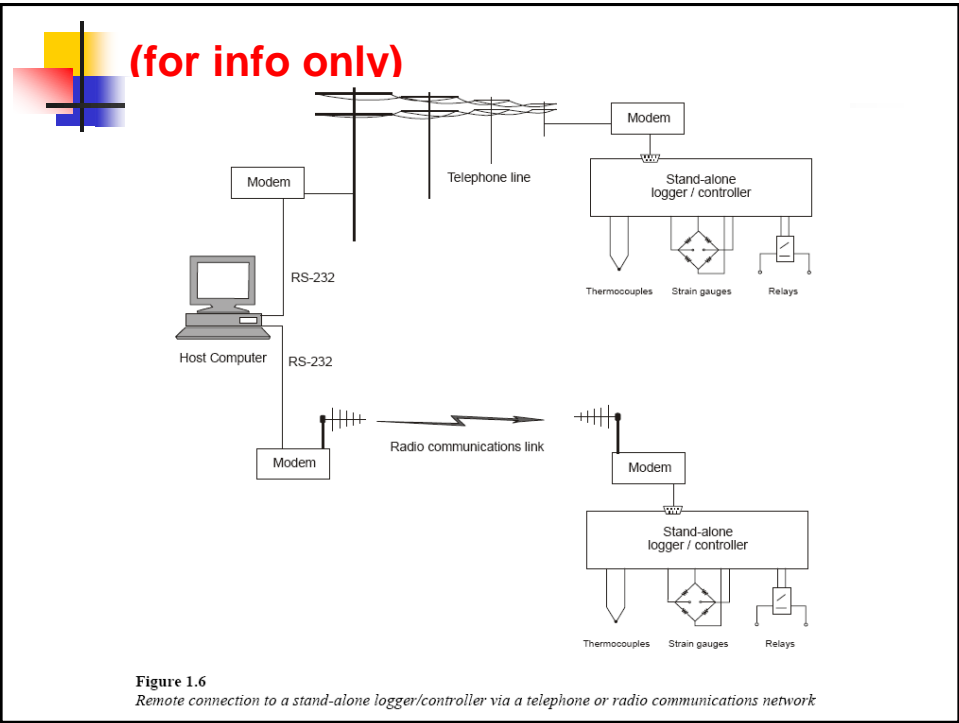 (for info only)
Modem
Telephone line
Modem
Stand-alone
logger / controller
Thermocouples
Strain gauges
Relays
RS-232
Host Computer
RS-232
Radio communications link
Modem
Modem
Stand-alone
logger / controller
Thermocouples
Strain gauges
Relays
Figure 1.6
Remote connection to a stand-alone logger/controller via a telephone or radio communications network